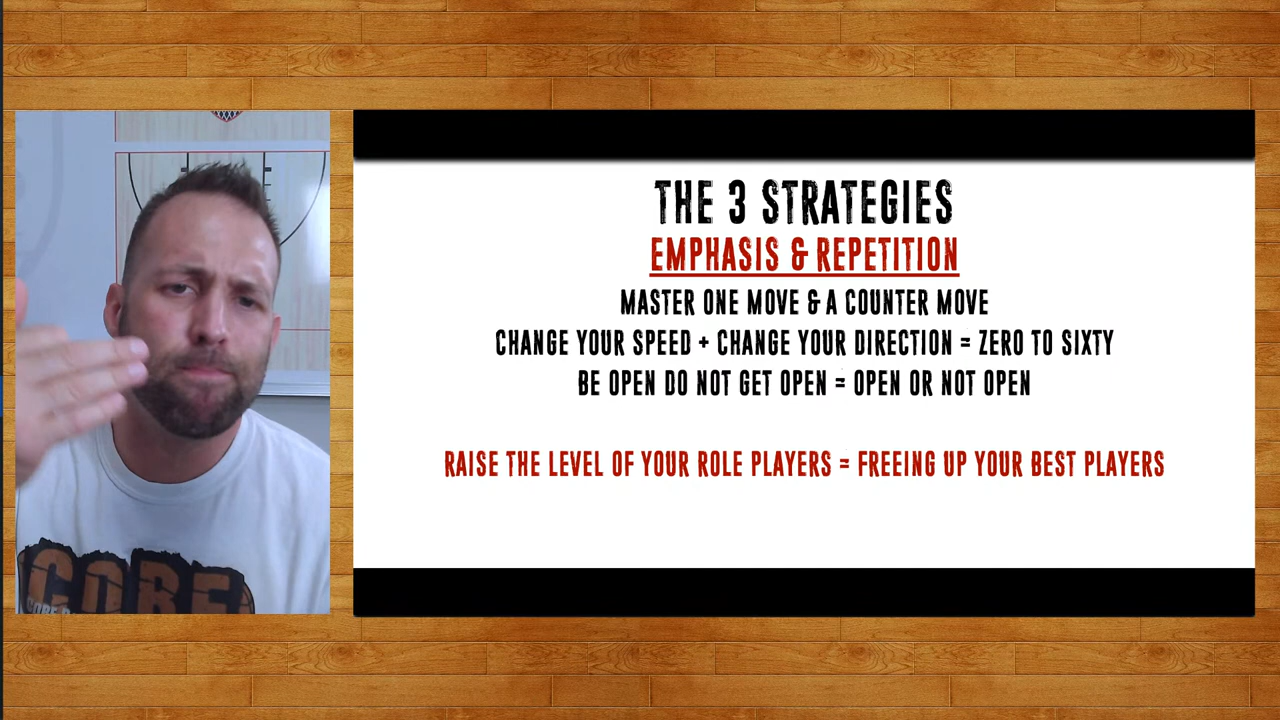 THE 3 STRATEGIES
EMPHASIS & REPETITION
MASTER ONE MOVE & A COUNTER MOVE
CHANGE YOUR SPEED + CHANGE YOUR DIRECTION = ZERO TO SIXTY
BE OPEN DO NOT GET OPEN = OPEN OR NOT OPEN
RAISE THE LEVEL OF YOUR ROLE PLAYERS = FREEING UP YOUR BEST PLAYERS
CORE
CORE